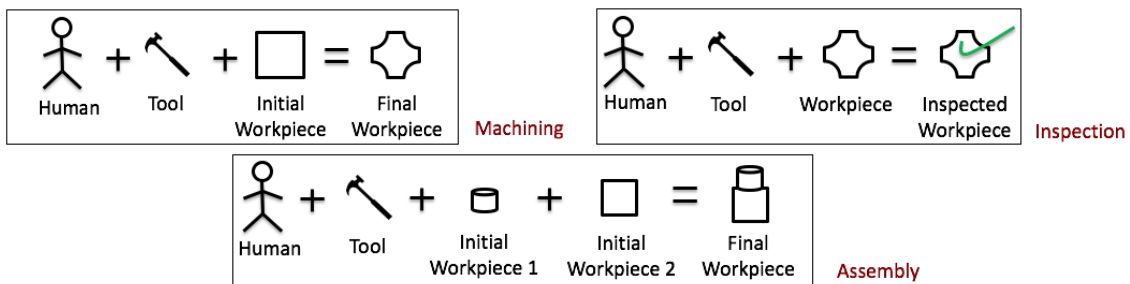 Human
Tool
Initial
Workpiece
Final
Workpiece
Machining
Human
Tool
Workpiece
Inspected
Workpiece
Inspection
Human
Tool
Initial
Workpiece 1
Initial
Workpiece 2
Final
Workpiece
Assembly